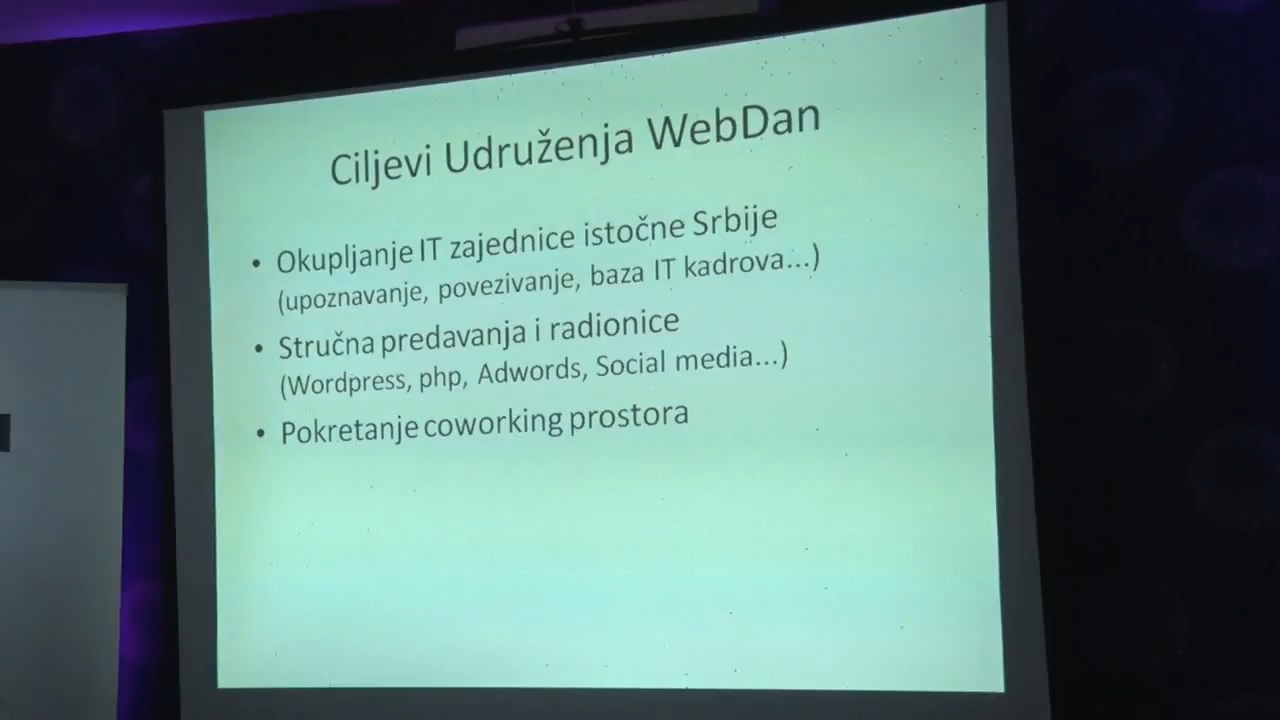 Ciljevi Udruženja WebDan
• Okupljanje IT zajednice istočne Srbije
(upoznavanje, povezivanje, baza IT kadrova...)
• Stručna predavanja i radionice
(Wordpress, php, Adwords, Social media...)
• Pokretanje coworking prostora